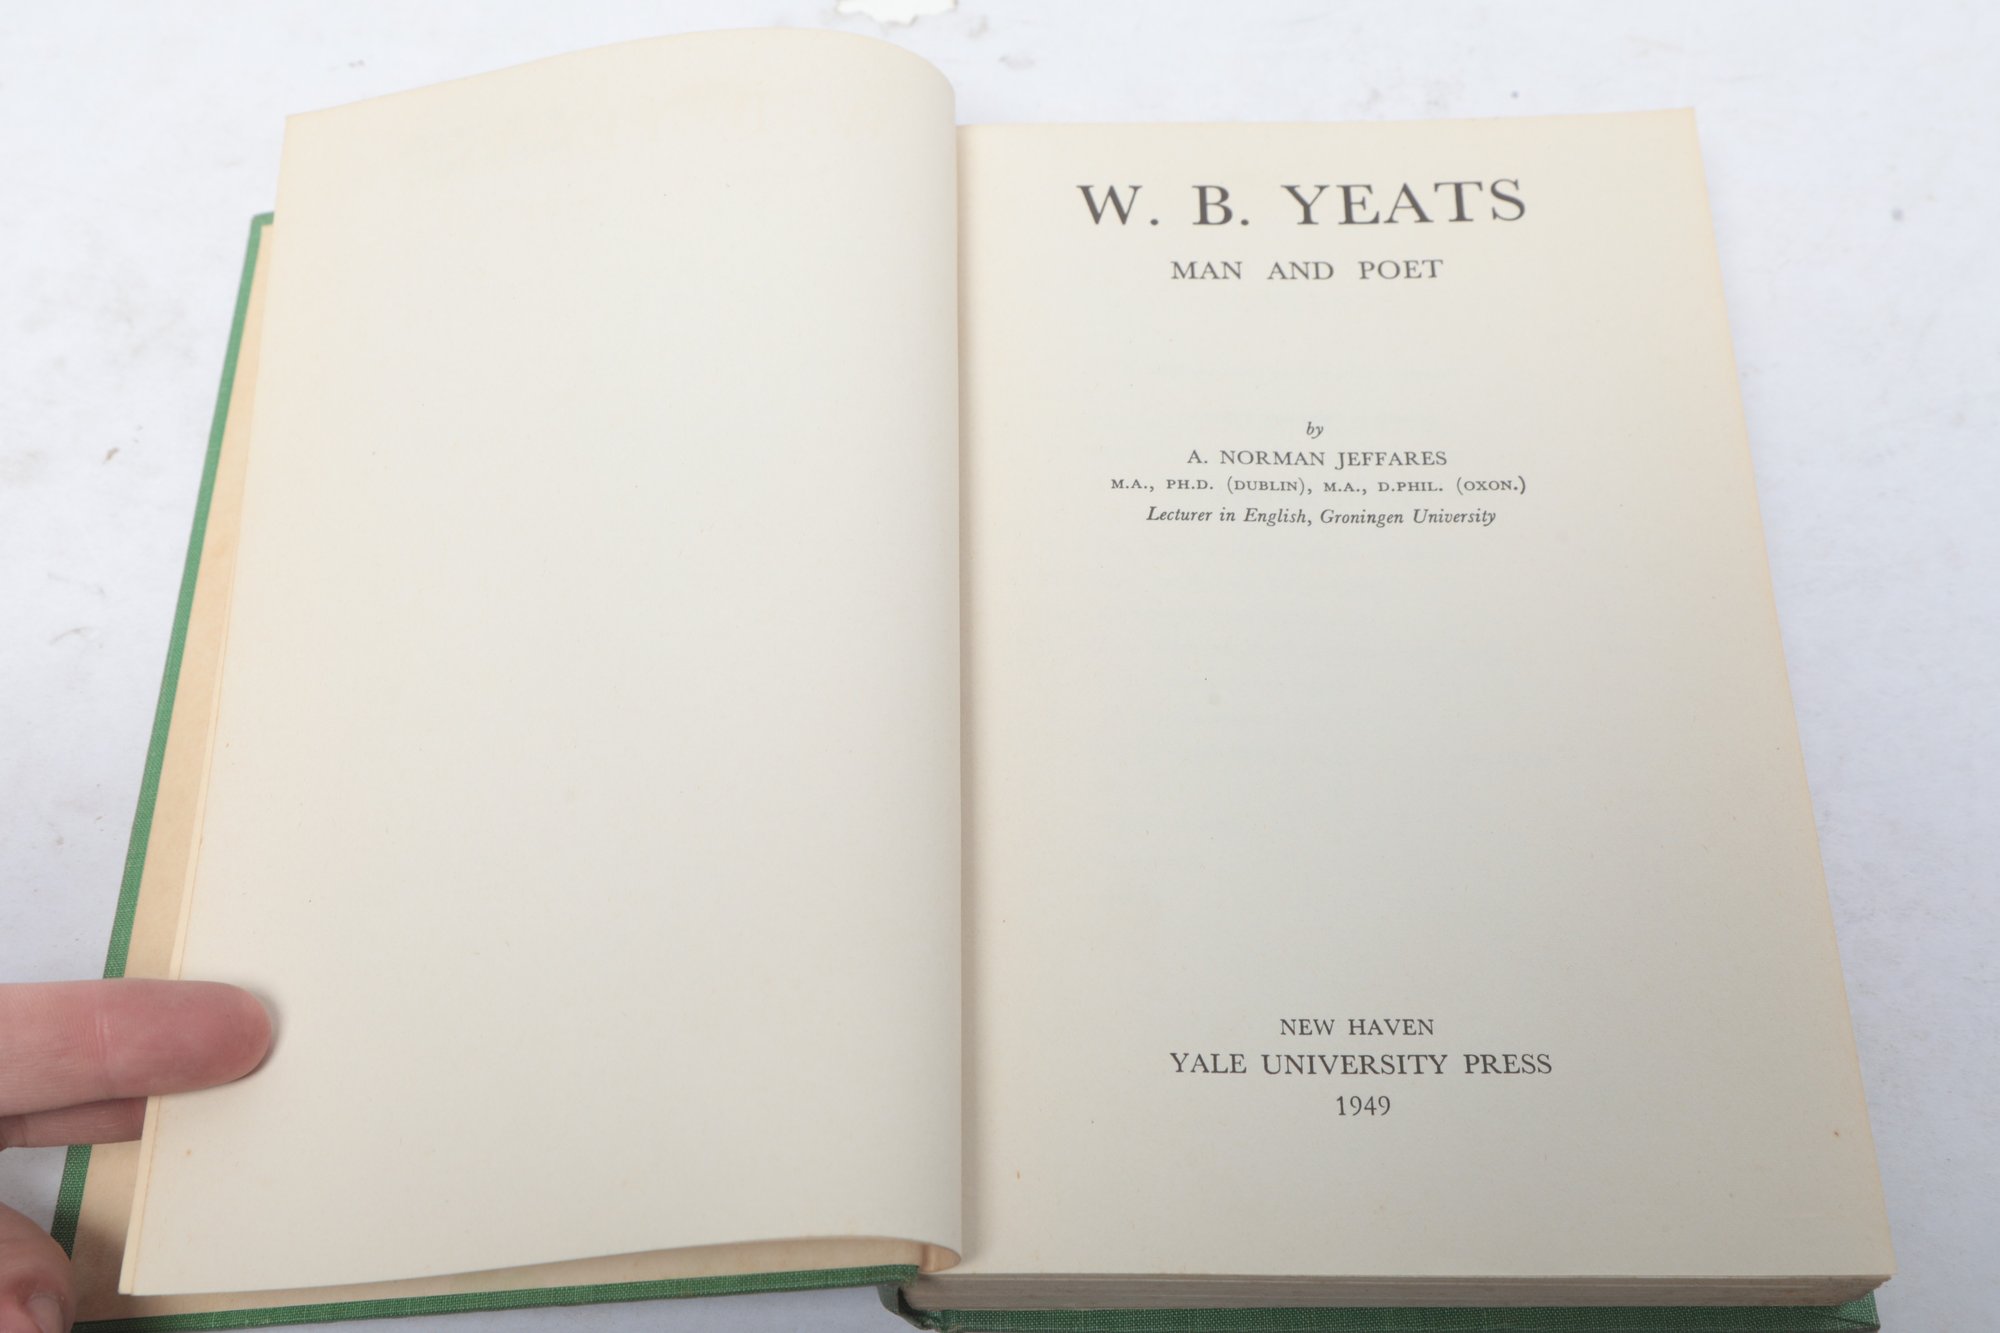 W. B. YEATS
MAN AND POET
by
A. NORMAN JEFFARES
M.A., PH.D. (DUBLIN), M.A., D.PHIL. (OXON.)
Lecturer in English, Groningen University
NEW HAVEN
YALE UNIVERSITY PRESS
1949